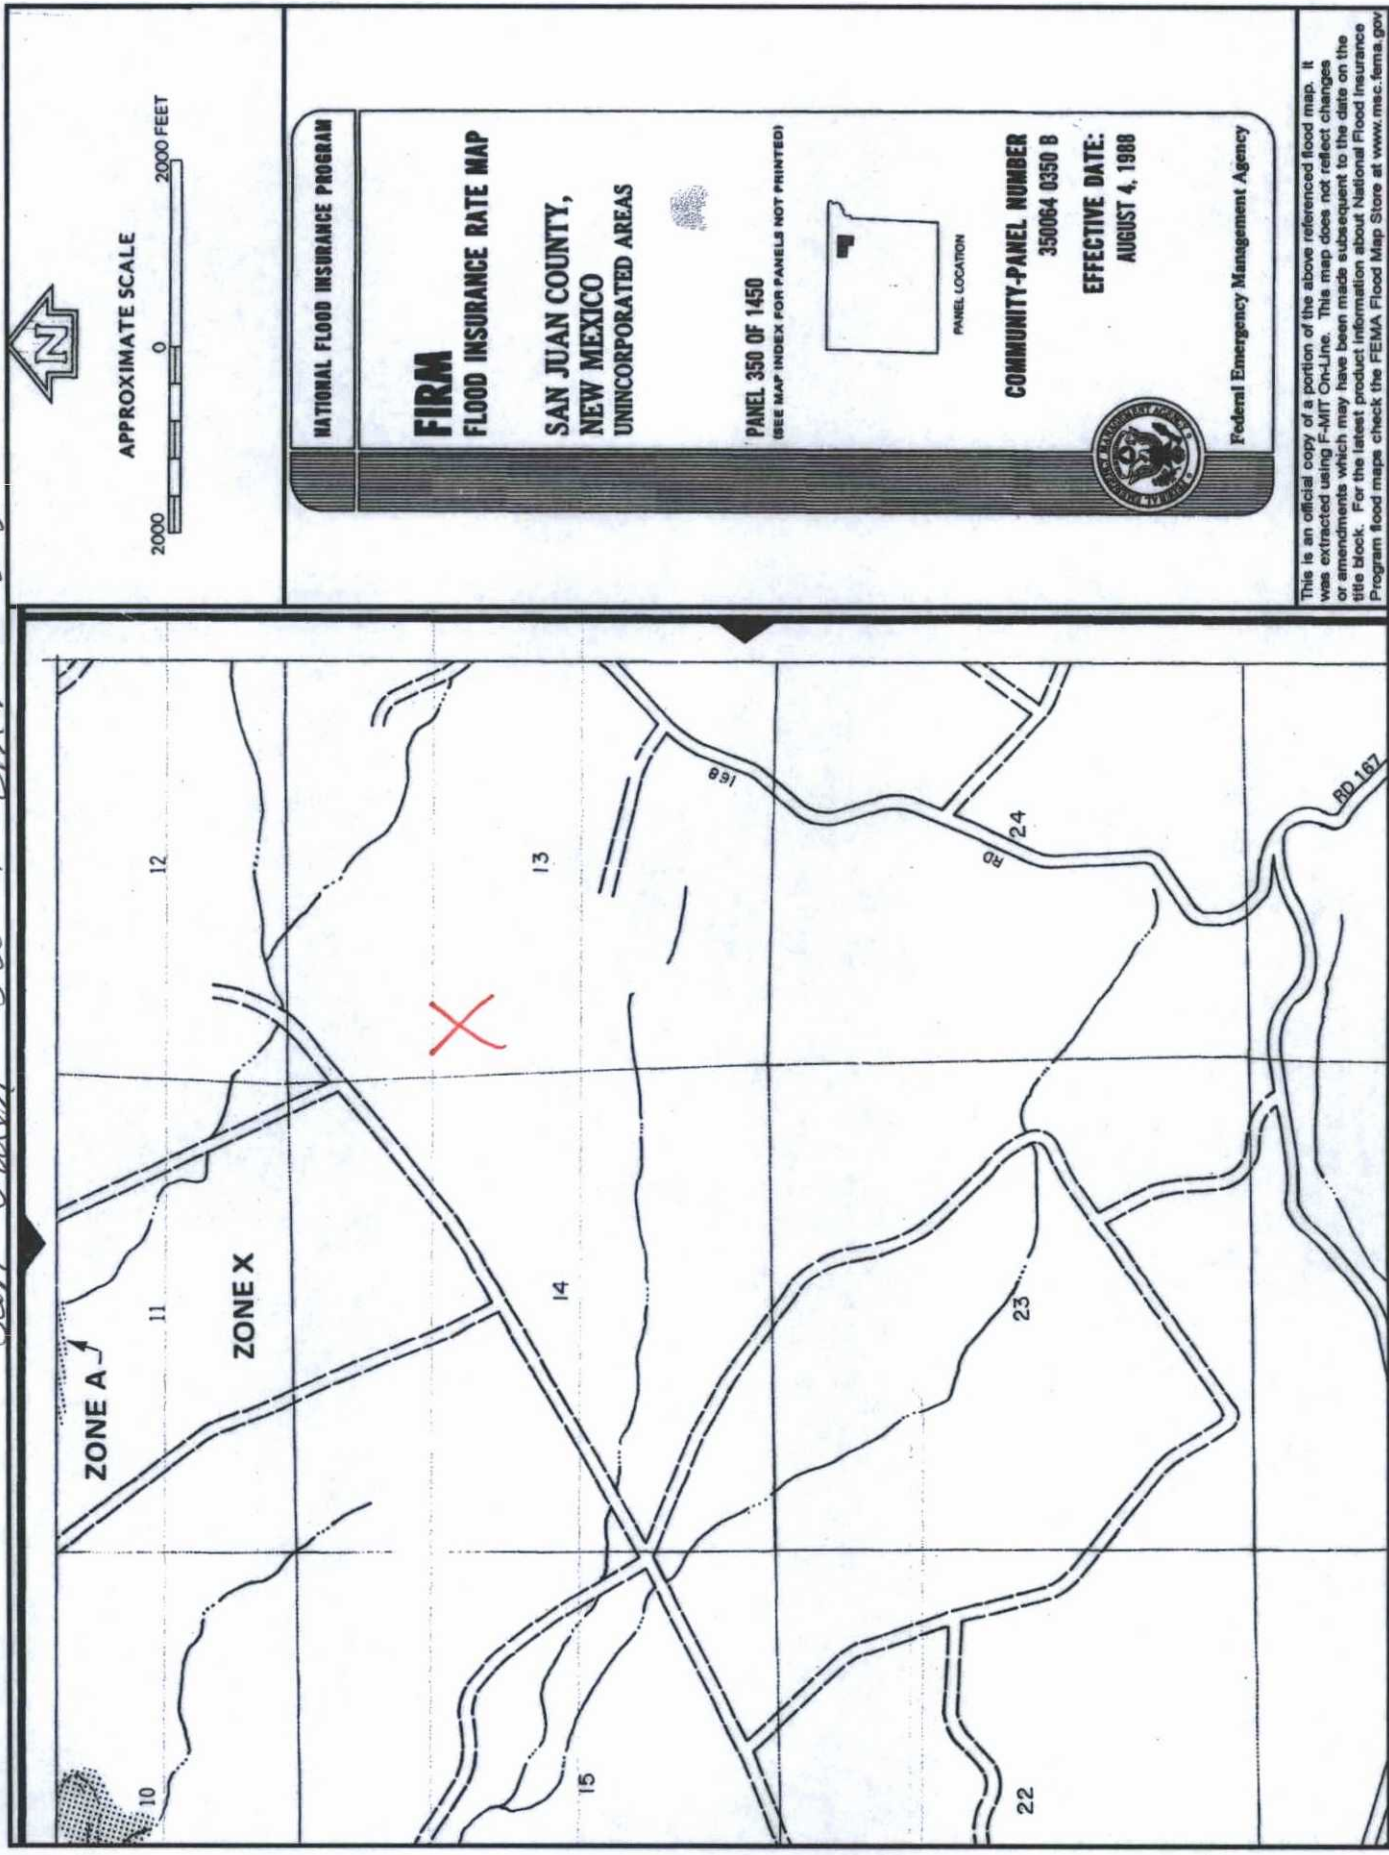 APPROXIMATE SCALE
2000 0 2000 FEET
NATIONAL FLOOD INSURANCE PROGRAM
FIRM
FLOOD INSURANCE RATE MAP
SAN JUAN COUNTY,
NEW MEXICO
UNINCORPORATED AREAS
PANEL 350 OF 1450
(SEE MAP INDEX FOR PANELS NOT PRINTED)
PANEL LOCATION
COMMUNITY-PANEL NUMBER
350064 0350 B
EFFECTIVE DATE:
AUGUST 4, 1988
Federal Emergency Management Agency
This is an official copy of a portion of the above referenced flood map. It
was extracted using F-MIT On-Line. This map does not reflect changes
or amendments which may have been made subsequent to the date on the
title block. For the latest product information about National Flood Insurance
Program flood maps check the FEMA Flood Map Store at www.msc.fema.gov
N
ZONE A
ZONE X
10
11
12
15
14
13
22
23
24
RD 168
RD 167